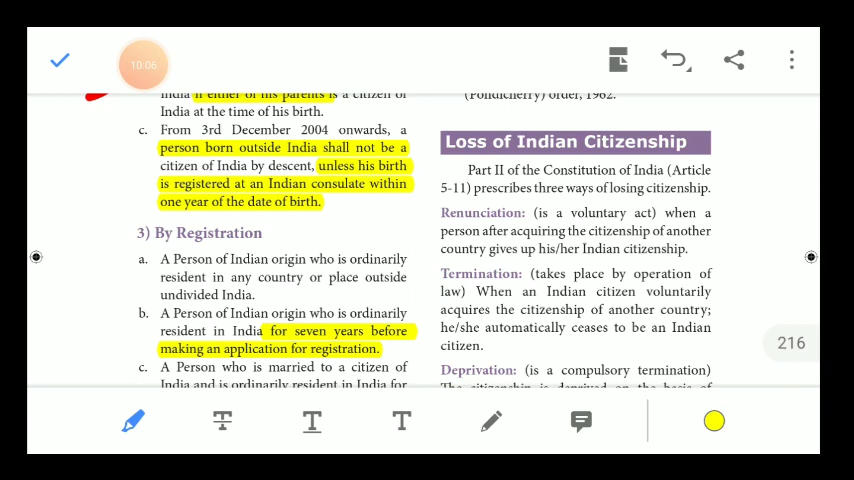 10:06
India if either of his parents is a citizen of
India at the time of his birth.
c. From 3rd December 2004 onwards, a
person born outside India shall not be a
citizen of India by descent, unless his birth
is registered at an Indian consulate within
one year of the date of birth.
3) By Registration
a. A Person of Indian origin who is ordinarily
resident in any country or place outside
undivided India.
b. A Person of Indian origin who is ordinarily
resident in India for seven years before
making an application for registration.
c. A Person who is married to a citizen of
India and is ordinarily resident in India for
(Pondicherry) order, 1962.
Loss of Indian Citizenship
Part II of the Constitution of India (Article
5-11) prescribes three ways of losing citizenship.
Renunciation: (is a voluntary act) when a
person after acquiring the citizenship of another
country gives up his/her Indian citizenship.
Termination: (takes place by operation of
law) When an Indian citizen voluntarily
acquires the citizenship of another country;
he/she automatically ceases to be an Indian
citizen.
Deprivation: (is a compulsory termination)
The citizenship is deprived on the basis of
216
T
T
T